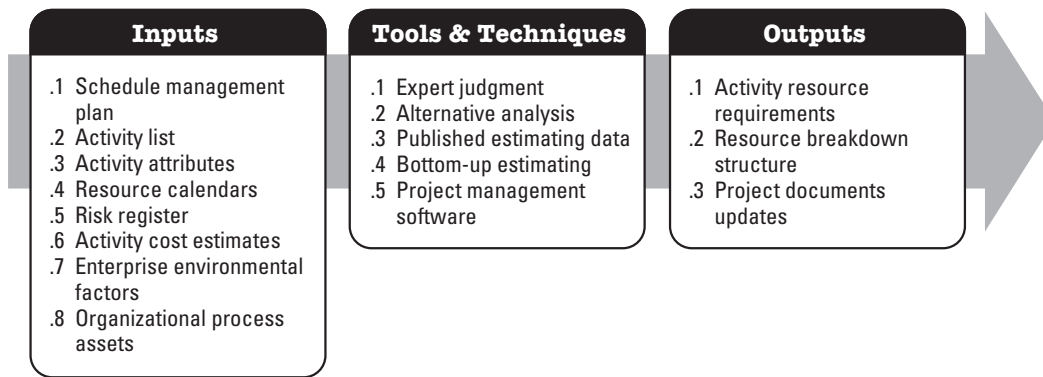 Inputs
.1 Schedule management
plan
.2 Activity list
.3 Activity attributes
.4 Resource calendars
.5 Risk register
.6 Activity cost estimates
.7 Enterprise environmental
factors
.8 Organizational process
assets
Tools & Techniques
.1 Expert judgment
.2 Alternative analysis
.3 Published estimating data
.4 Bottom-up estimating
.5 Project management
software
Outputs
.1 Activity resource
requirements
.2 Resource breakdown
structure
.3 Project documents
updates